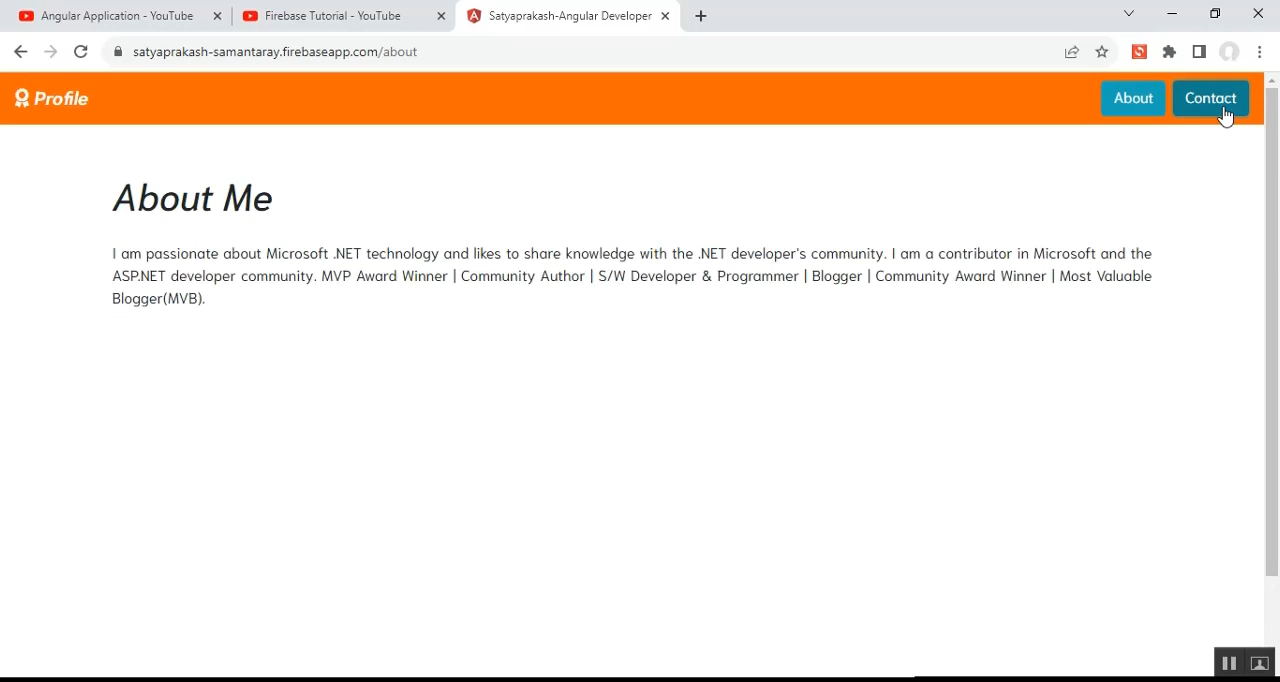 Angular Application - YouTube
Firebase Tutorial - YouTube
Satyaprakash-Angular Developer
satyaprakash-samantaray.firebaseapp.com/about
Profile
About
Contact
About Me
I am passionate about Microsoft .NET technology and likes to share knowledge with the .NET developer's community. I am a contributor in Microsoft and the
ASP.NET developer community. MVP Award Winner | Community Author | S/W Developer & Programmer | Blogger | Community Award Winner | Most Valuable
Blogger(MVB).